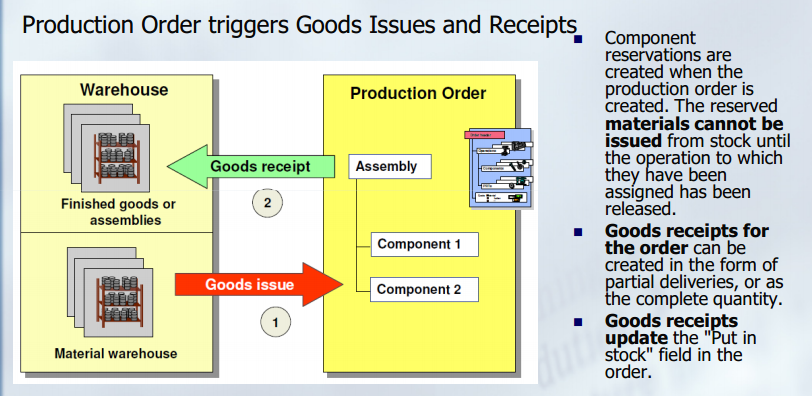 Production Order triggers Goods Issues and Receipts
Warehouse
Finished goods or
assemblies
Material warehouse
Goods receipt
2
Goods issue
1
Production Order
Assembly
Component 1
Component 2
■ Component
reservations are
created when the
production order is
created. The reserved
materials cannot be
issued from stock until
the operation to which
they have been
assigned has been
released.
■ Goods receipts for
the order can be
created in the form of
partial deliveries, or as
the complete quantity.
■ Goods receipts
update the "Put in
stock" field in the
order.